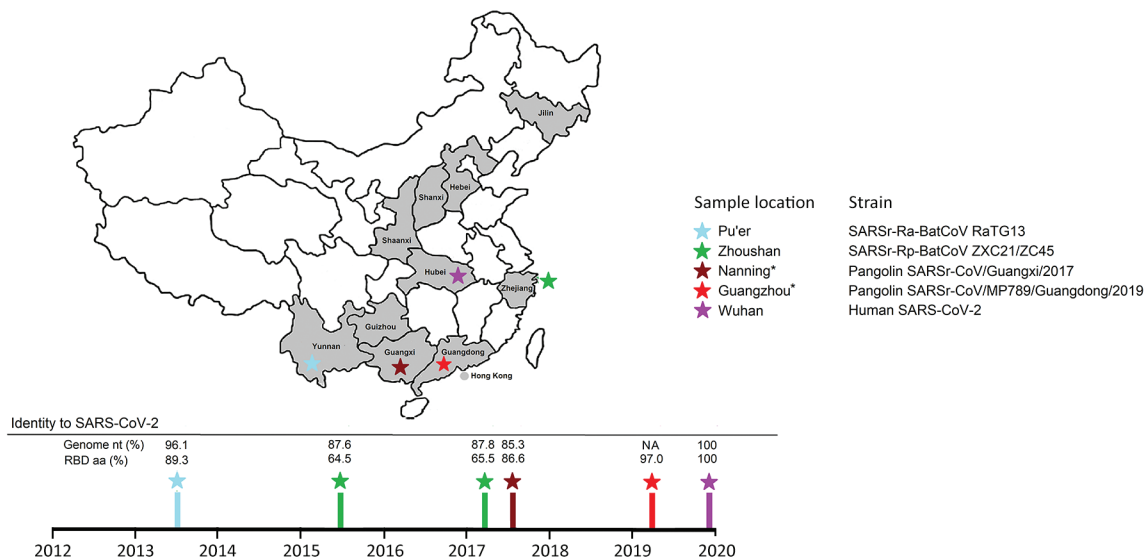 Jilin
Hebei
Shanxi
Shaanxi
Hubei
Zhejiang
Guizhou
Yunnan
Guangxi
Guangdong
Hong Kong
Sample location Strain
Pu'er SARSr-Ra-BatCoV RaTG13
Zhoushan SARSr-Rp-BatCoV ZXC21/ZC45
Nanning* Pangolin SARSr-CoV/Guangxi/2017
Guangzhou* Pangolin SARSr-CoV/MP789/Guangdong/2019
Wuhan Human SARS-CoV-2
Identity to SARS-CoV-2
Genome nt (%) 96.1 87.6 87.8 85.3 NA 100
RBD aa (%) 89.3 64.5 65.5 86.6 97.0 100
2012 2013 2014 2015 2016 2017 2018 2019 2020